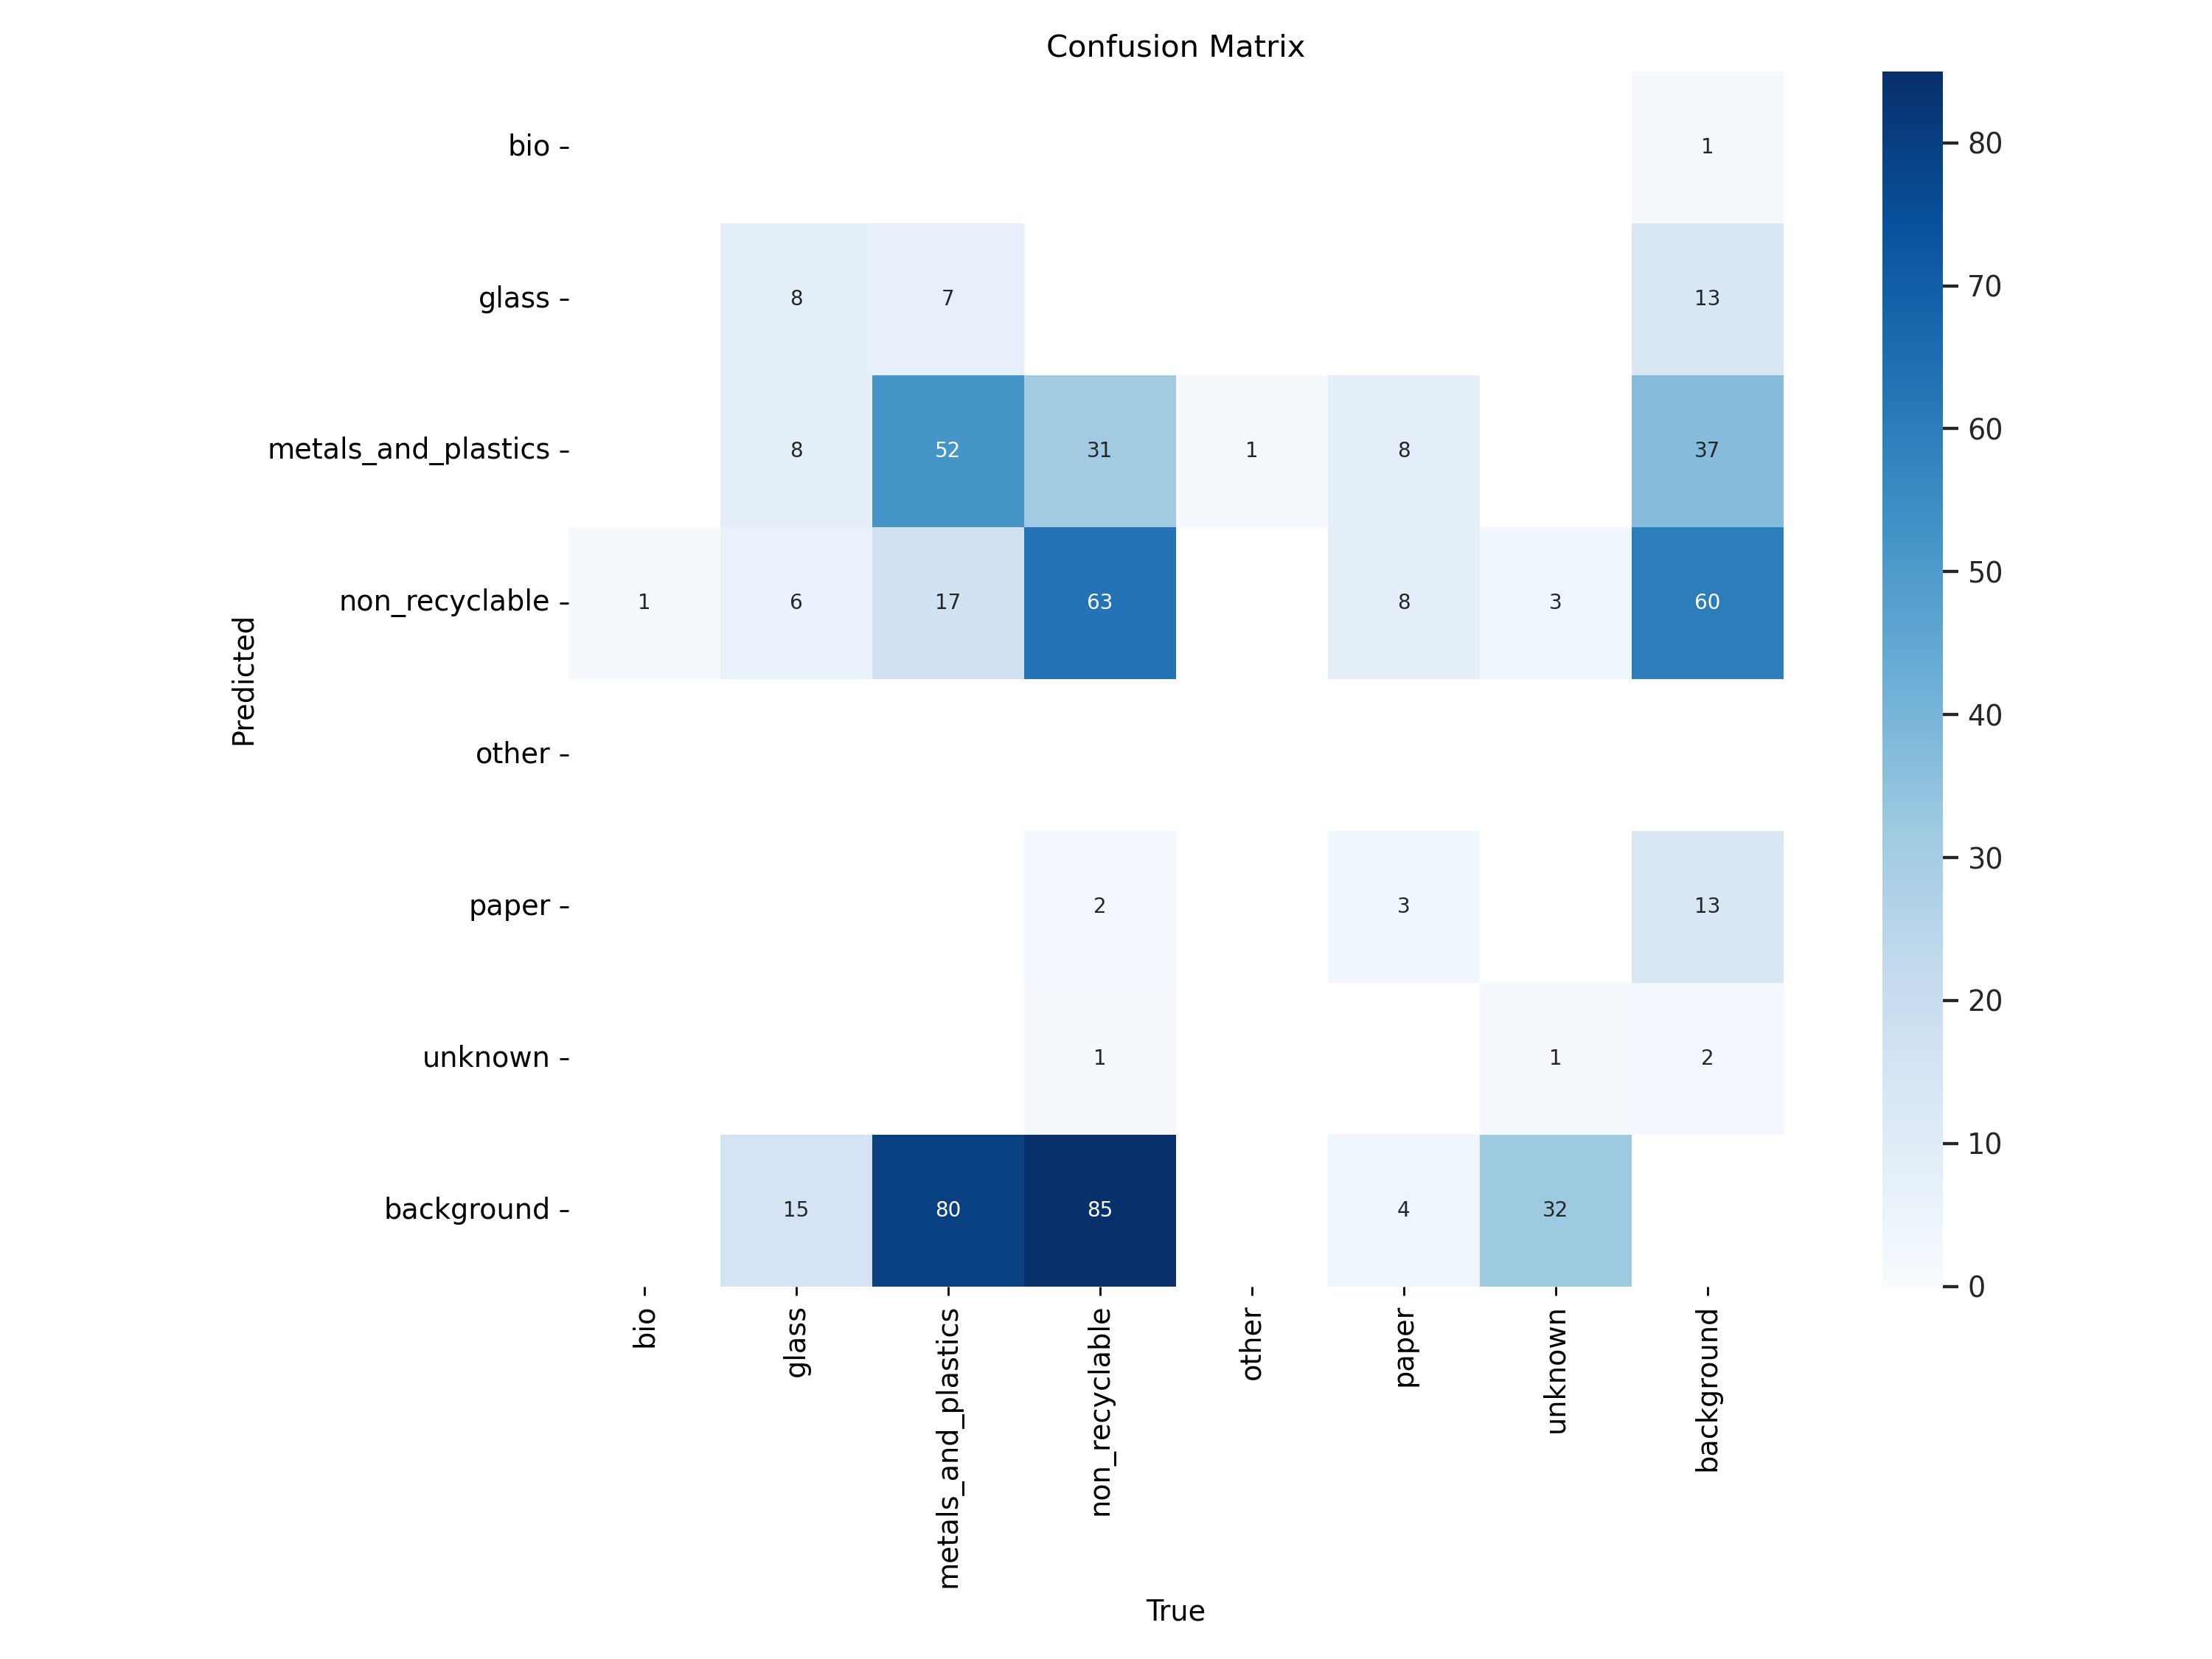 Confusion Matrix
bio 1
glass 8 7 13
metals_and_plastics 8 52 31 1 8 37
non_recyclable 1 6 17 63 8 3 60
other
paper 2 3 13
unknown 1 1 2
background 15 80 85 4 32
Predicted
bio
glass
metals_and_plastics
non_recyclable
other
paper
unknown
background
True
80
70
60
50
40
30
20
10
0